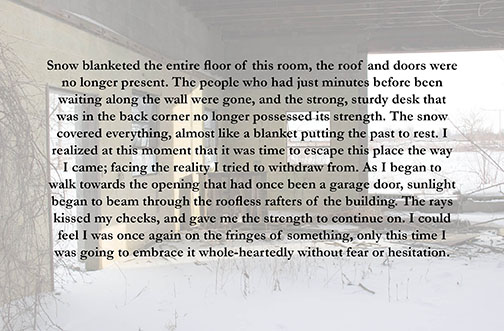 Snow blanketed the entire floor of this room, the roof and doors were
no longer present. The people who had just minutes before been
waiting along the wall were gone, and the strong, sturdy desk that
was in the back corner no longer possessed its strength. The snow
covered everything, almost like a blanket putting the past to rest. I
realized at this moment that it was time to escape this place the way
I came; facing the reality I tried to withdraw from. As I began to
walk towards the opening that had once been a garage door, sunlight
began to beam through the roofless rafters of the building. The rays
kissed my cheeks, and gave me the strength to continue on. I could
feel I was once again on the fringes of something, only this time I
was going to embrace it whole-heartedly without fear or hesitation.